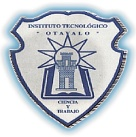 INSTITUTO TECNOLÓGICO
"OTAVALO"
CIENCIA
Y
TRABAJO